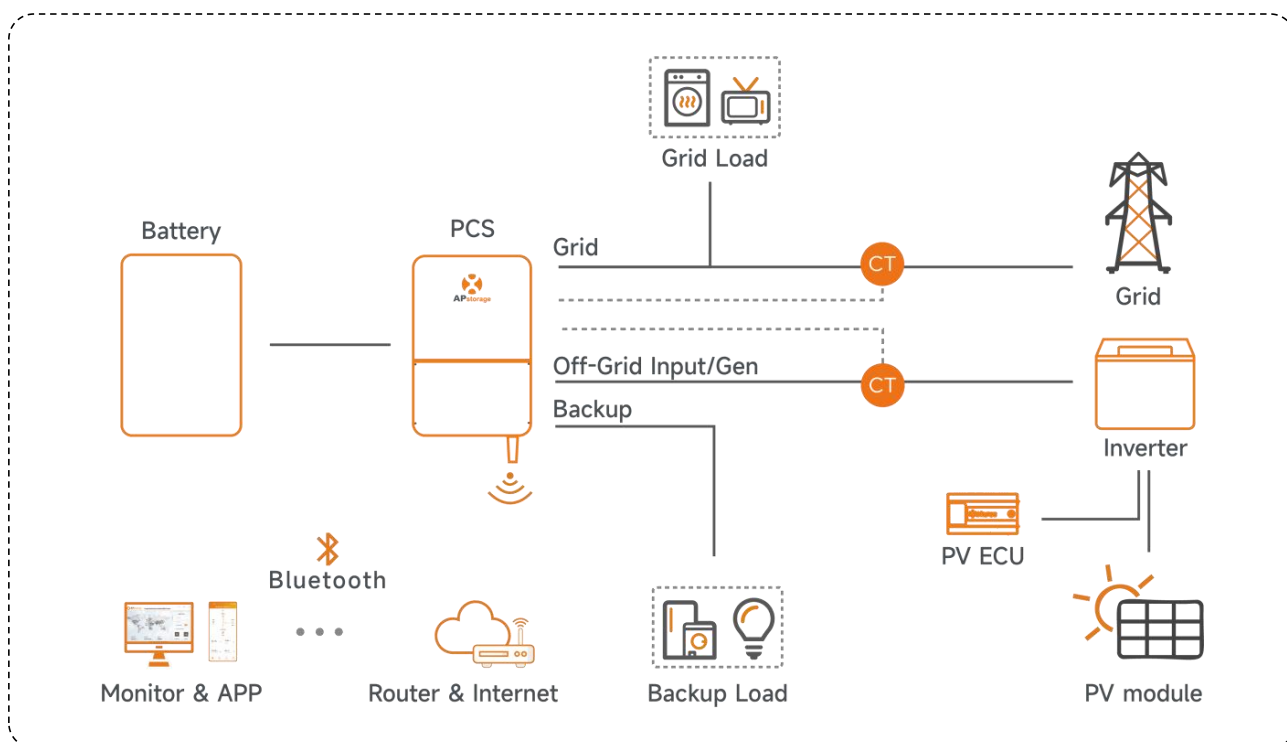 Grid Load
Battery
PCS
Grid
CT
APstorage
Grid
Off-Grid Input/Gen
CT
Backup
Inverter
PV ECU
Bluetooth
Monitor & APP
Router & Internet
Backup Load
PV module